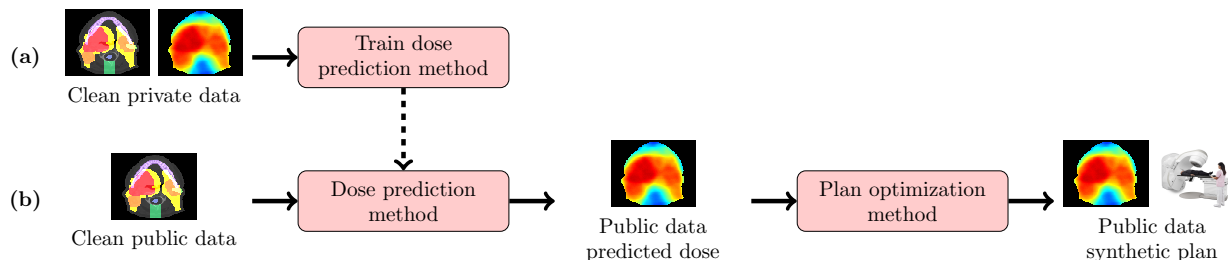 (a)
Clean private data
Train dose
prediction method
(b)
Clean public data
Dose prediction
method
Public data
predicted dose
Plan optimization
method
Public data
synthetic plan